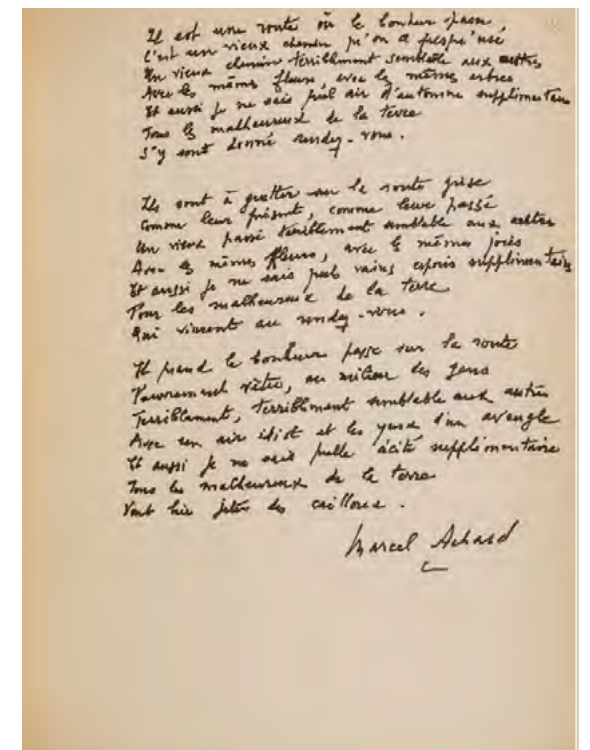 Il est une route où le bonheur passe,
C'est un vieux chemin qu'on a presqu'usé
Un vieux chemin terriblement semblable aux autres
Avec les mêmes fleurs, avec les mêmes arbres
Et aussi je ne sais quel air d'automne supplémentaire
Tous les malheureux de la terre
S'y sont donné rendez-vous.
Ils sont à guetter sur la route grise
Comme leur présent, comme leur passé
Un vieux passé terriblement semblable aux autres
Avec les mêmes fleurs, avec les mêmes joies
Et aussi je ne sais quels vains espoirs supplémentaires
Pour les malheureux de la terre
Qui vinrent au rendez-vous.
Et quand le bonheur passe sur la route
Pauvrement vêtu, au milieu des gens
Terriblement, terriblement semblable aux autres
Avec un air idiot et les yeux d'un aveugle
Et aussi je ne sais quelle cécité supplémentaire
Tous les malheureux de la terre
Vont lui jeter des cailloux.
Marcel Achard